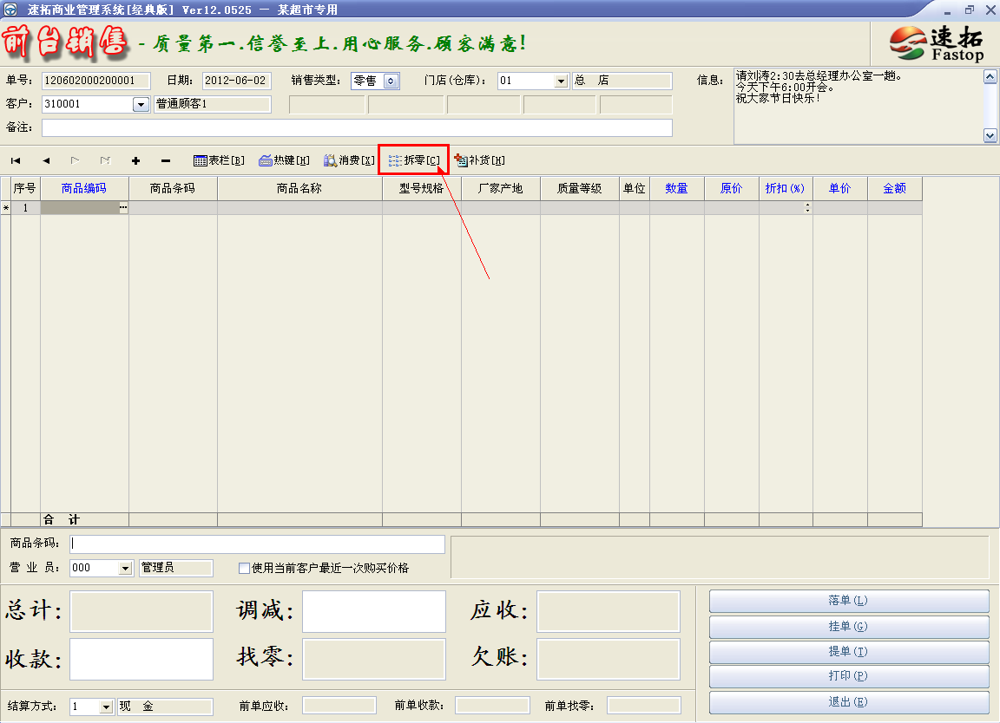 速拓商业管理系统[经典版] Ver12.0525 － 某超市专用
前台销售 - 质量第一.信誉至上.用心服务.顾客满意!
速拓 Fastop
单号: 120602000200001 日期: 2012-06-02 销售类型: 零售 门店(仓库): 01 总 店 信息:
请刘涛2:30去总经理办公室一趟。
今天下午6:00开会。
祝大家节日快乐!
客户: 310001 普通顾客1
备注:
表栏[B] 热键[H] 消费[X] 拆零[C] 补货[H]
序号 商品编码 商品条码 商品名称 型号规格 厂家产地 质量等级 单位 数量 原价 折扣(%) 单价 金额
* 1 ...
合 计
商品条码:
营 业 员: 000 管理员 使用当前客户最近一次购买价格
总计: 调减: 应收:
收款: 找零: 欠账:
结算方式: 1 现 金 前单应收: 前单收款: 前单找零:
落单(L)
挂单(G)
提单(T)
打印(P)
退出(E)